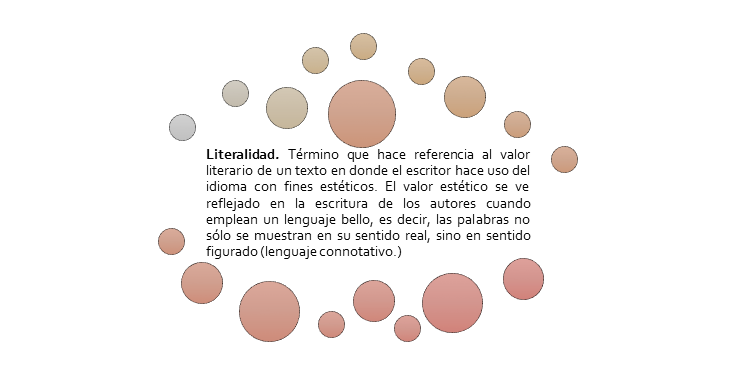 Literalidad. Término que hace referencia al valor
literario de un texto en donde el escritor hace uso del
idioma con fines estéticos. El valor estético se ve
reflejado en la escritura de los autores cuando
emplean un lenguaje bello, es decir, las palabras no
sólo se muestran en su sentido real, sino en sentido
figurado (lenguaje connotativo.)